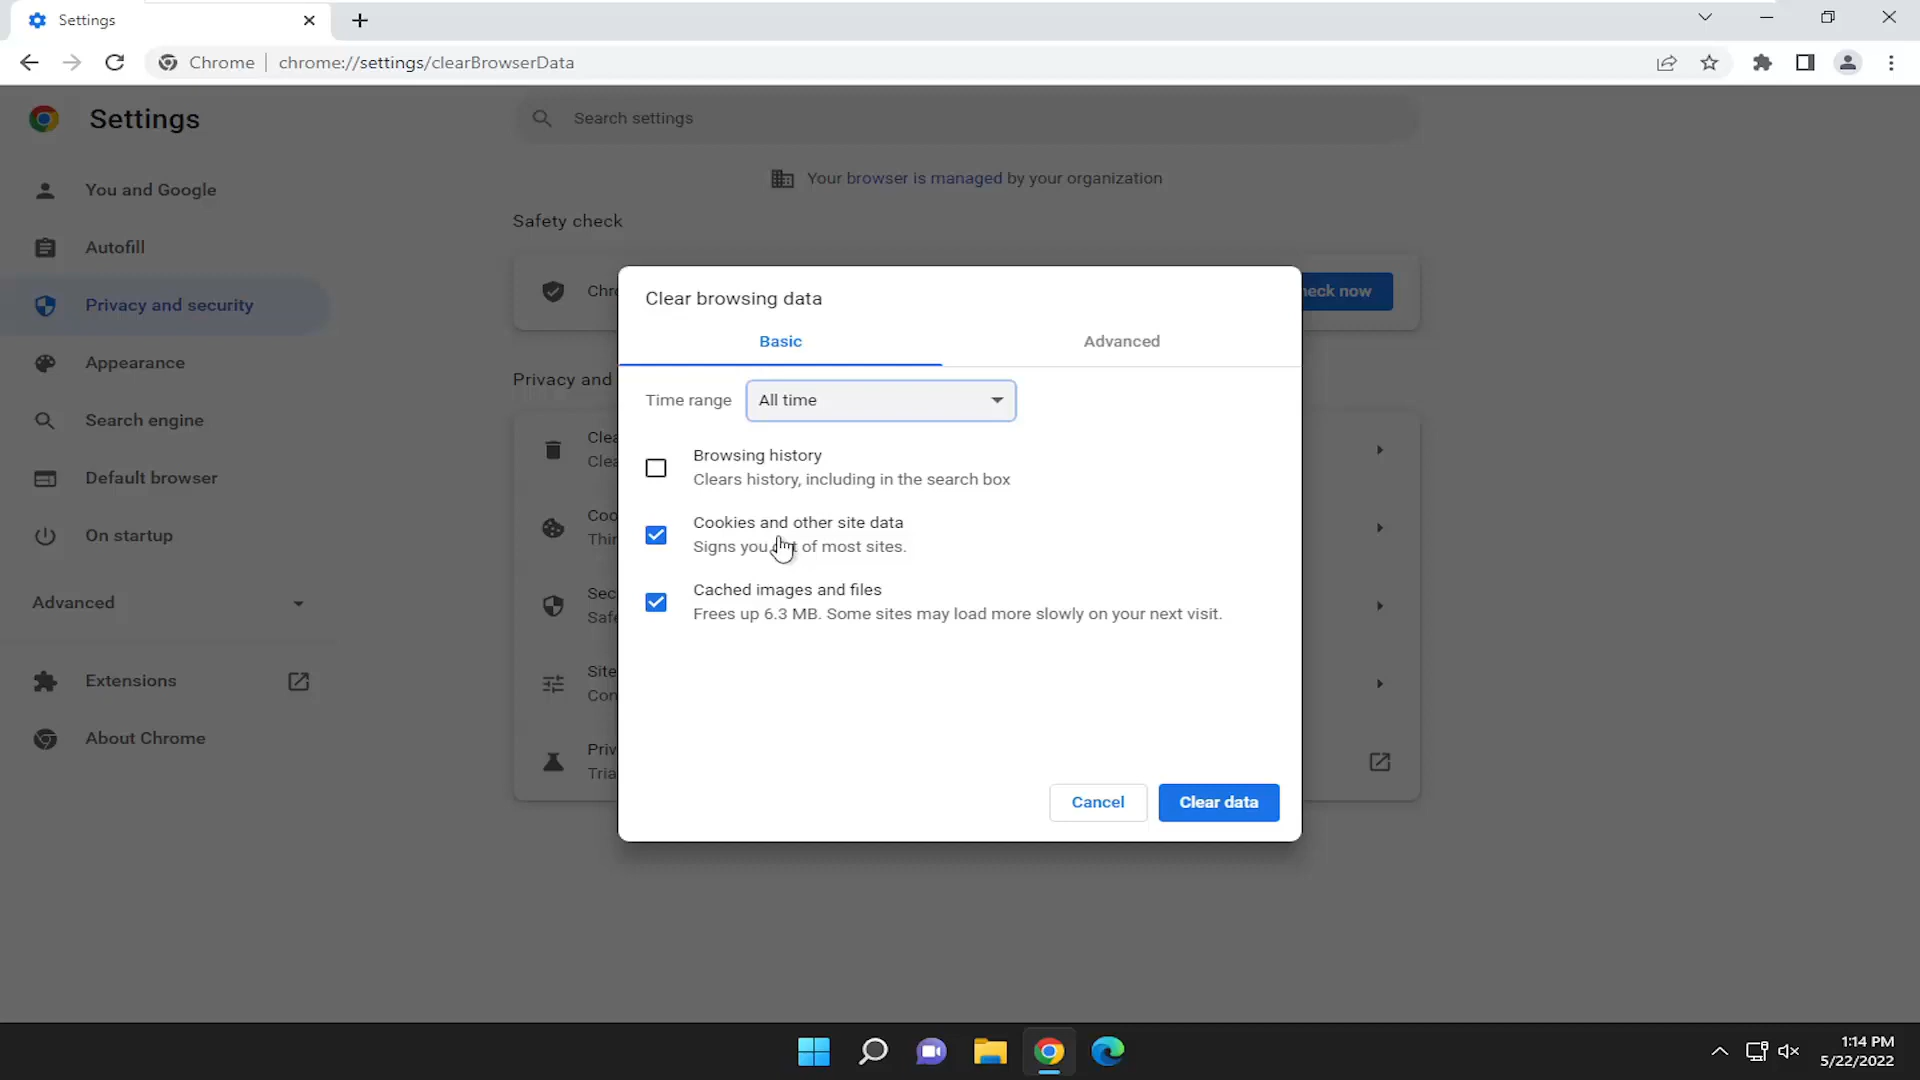 Settings
Chrome
chrome://settings/clearBrowserData
Settings
Search settings
Your browser is managed by your organization
You and Google
Autofill
Privacy and security
Appearance
Search engine
Default browser
On startup
Advanced
Extensions
About Chrome
Safety check
Privacy and
Clear browsing data
Basic
Advanced
Time range
All time
Browsing history
Clears history, including in the search box
Cookies and other site data
Signs you of most sites.
Cached images and files
Frees up 6.3 MB. Some sites may load more slowly on your next visit.
Cancel
Clear data
now
1:14 PM
5/22/2022